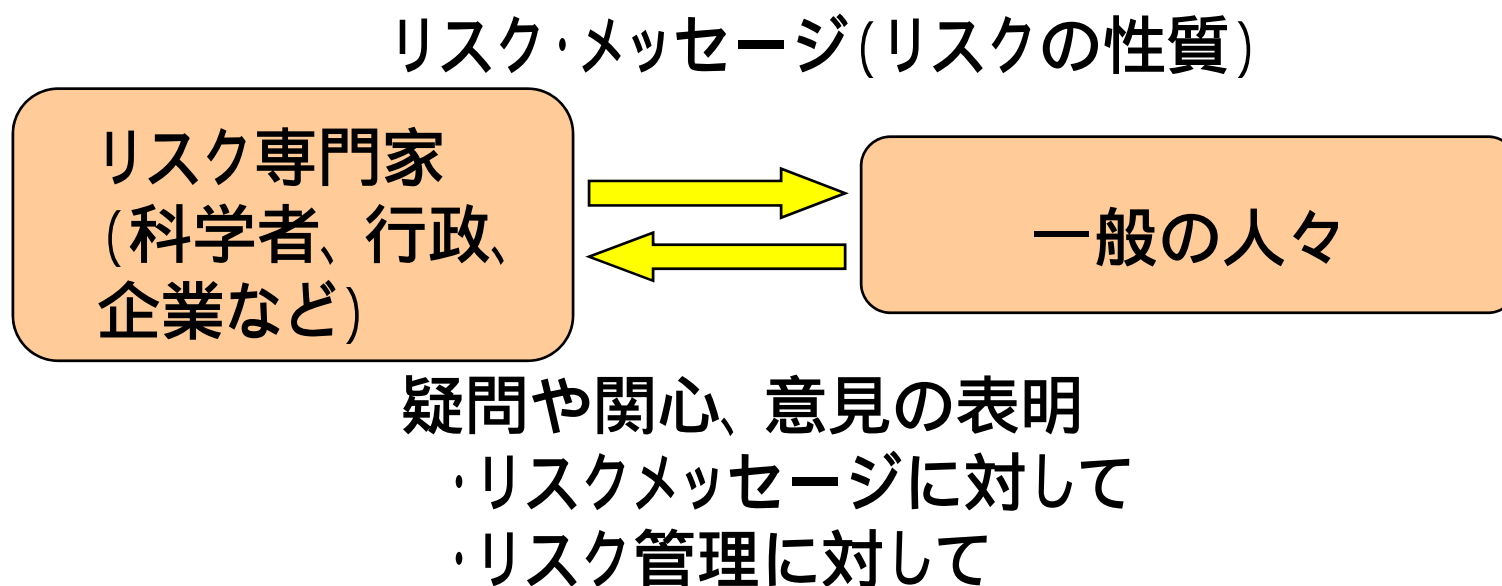 リスク・メッセージ(リスクの性質)
リスク専門家
(科学者、行政、
企業など)
一般の人々
疑問や関心、意見の表明
・リスクメッセージに対して
・リスク管理に対して